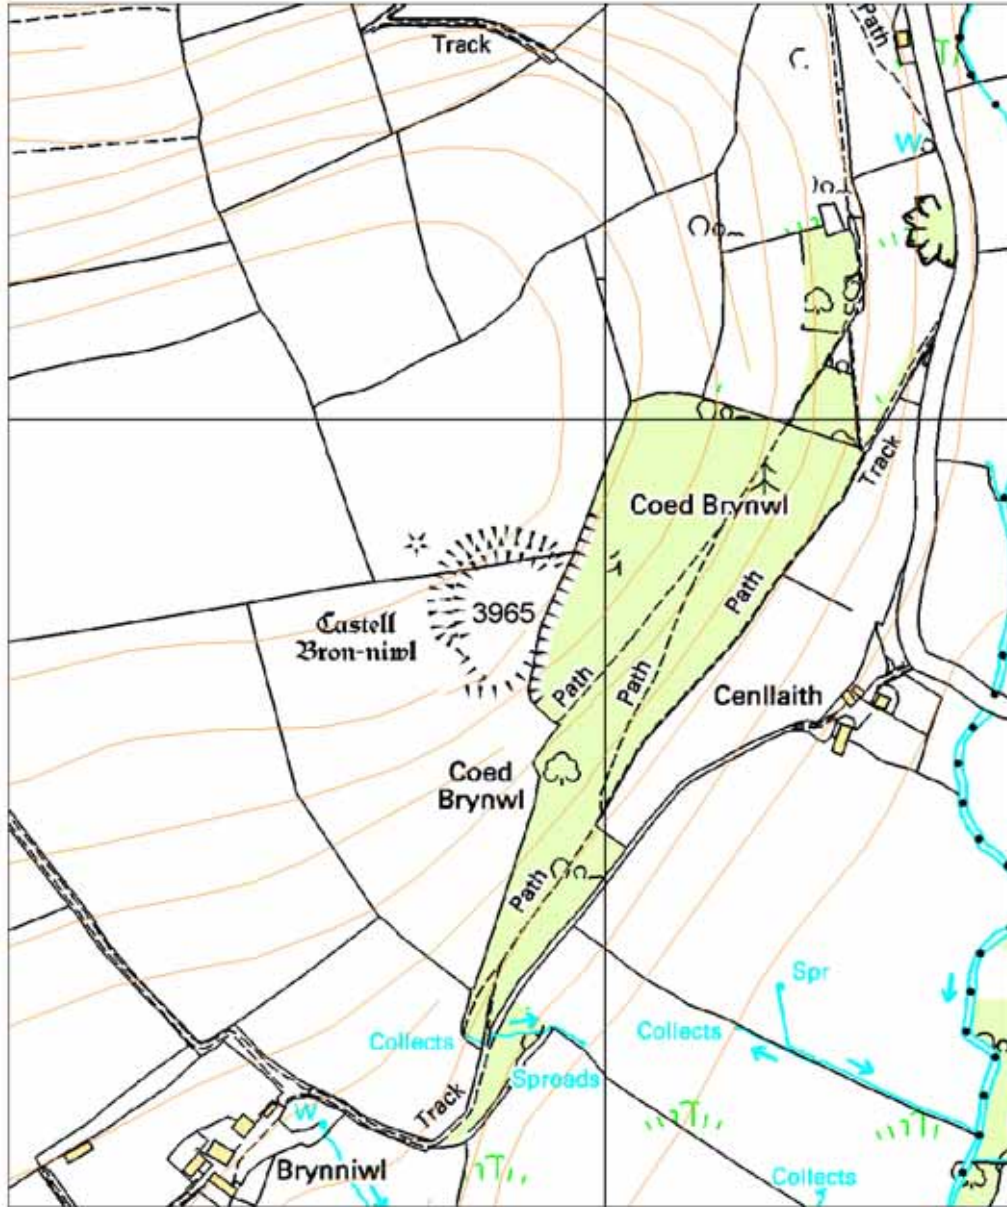 Track
Path
T
W
Coed Brynwl
Track
3965
Castell
Bron-niwl
Path
Path
Path
Cenllaith
Coed
Brynwl
Path
Spr
Collects
Collects
Spreads
Track
W
Brynniwl
Collects